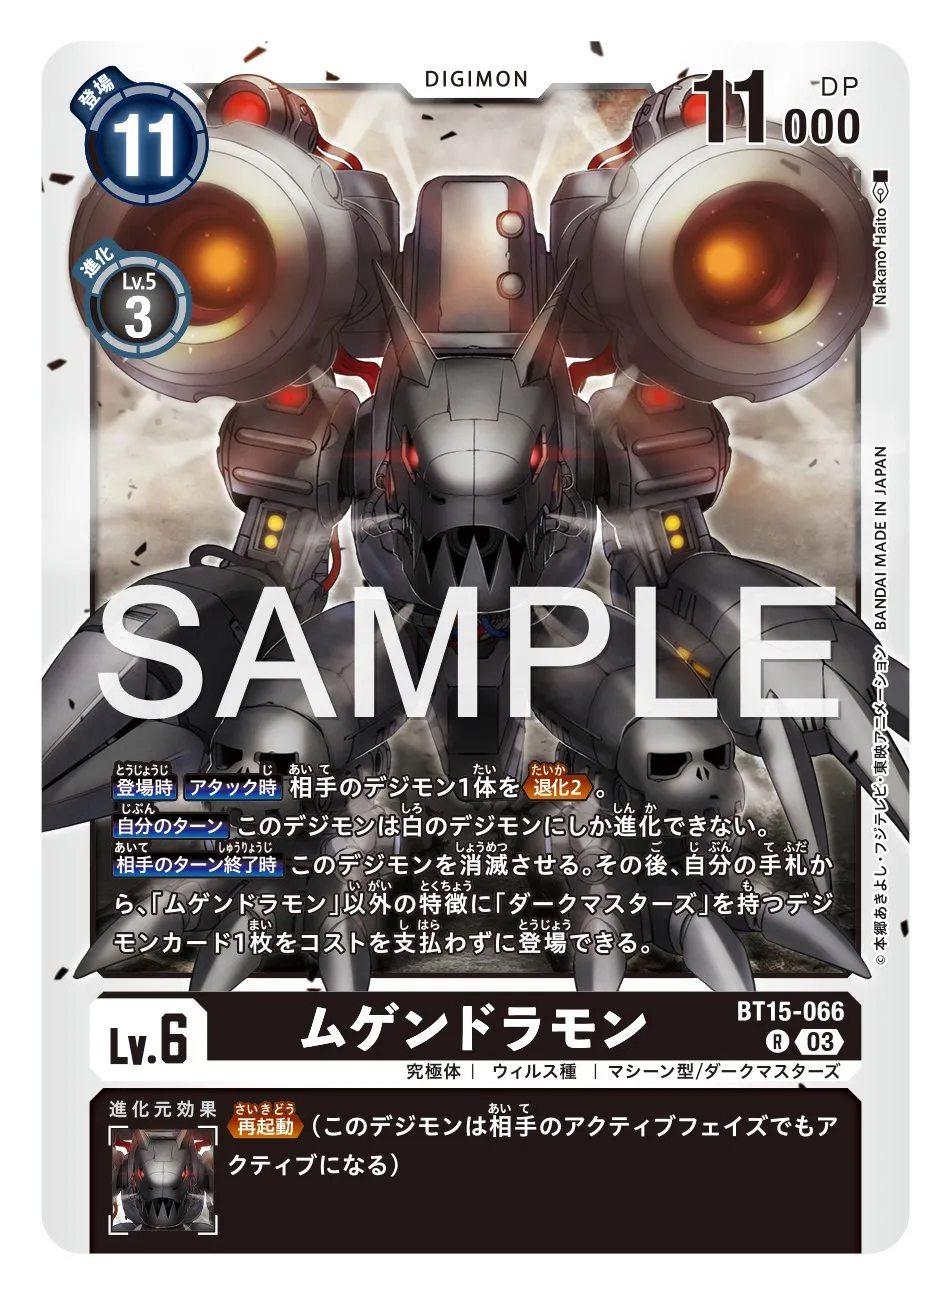 DIGIMON
登場
11
11000
DP
進化
Lv.5
3
Nakano Haito
BANDAI MADE IN JAPAN
©本郷あきよし・フジテレビ・東映アニメーション
SAMPLE
登場時 アタック時 相手のデジモン1体を 退化2 。
自分のターン このデジモンは白のデジモンにしか進化できない。
相手のターン終了時 このデジモンを消滅させる。その後、自分の手札か
ら、「ムゲンドラモン」以外の特徴に「ダークマスターズ」を持つデジ
モンカード1枚をコストを支払わずに登場できる。
Lv.6
ムゲンドラモン
BT15-066
R 03
究極体 | ウィルス種 | マシーン型/ダークマスターズ
進化元効果
再起動 (このデジモンは相手のアクティブフェイズでもア
クティブになる)